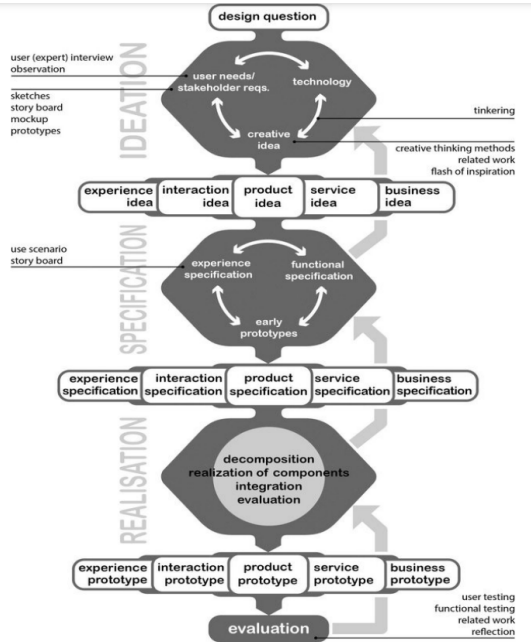 design question
IDEATION
user (expert) interview
observation
sketches
story board
mockup
prototypes
user needs/
stakeholder reqs.
technology
creative
idea
tinkering
creative thinking methods
related work
flash of inspiration
experience
idea
interaction
idea
product
idea
service
idea
business
idea
SPECIFICATION
use scenario
story board
experience
specification
functional
specification
early
prototypes
experience
specification
interaction
specification
product
specification
service
specification
business
specification
REALISATION
decomposition
realization of components
integration
evaluation
experience
prototype
interaction
prototype
product
prototype
service
prototype
business
prototype
evaluation
user testing
functional testing
related work
reflection